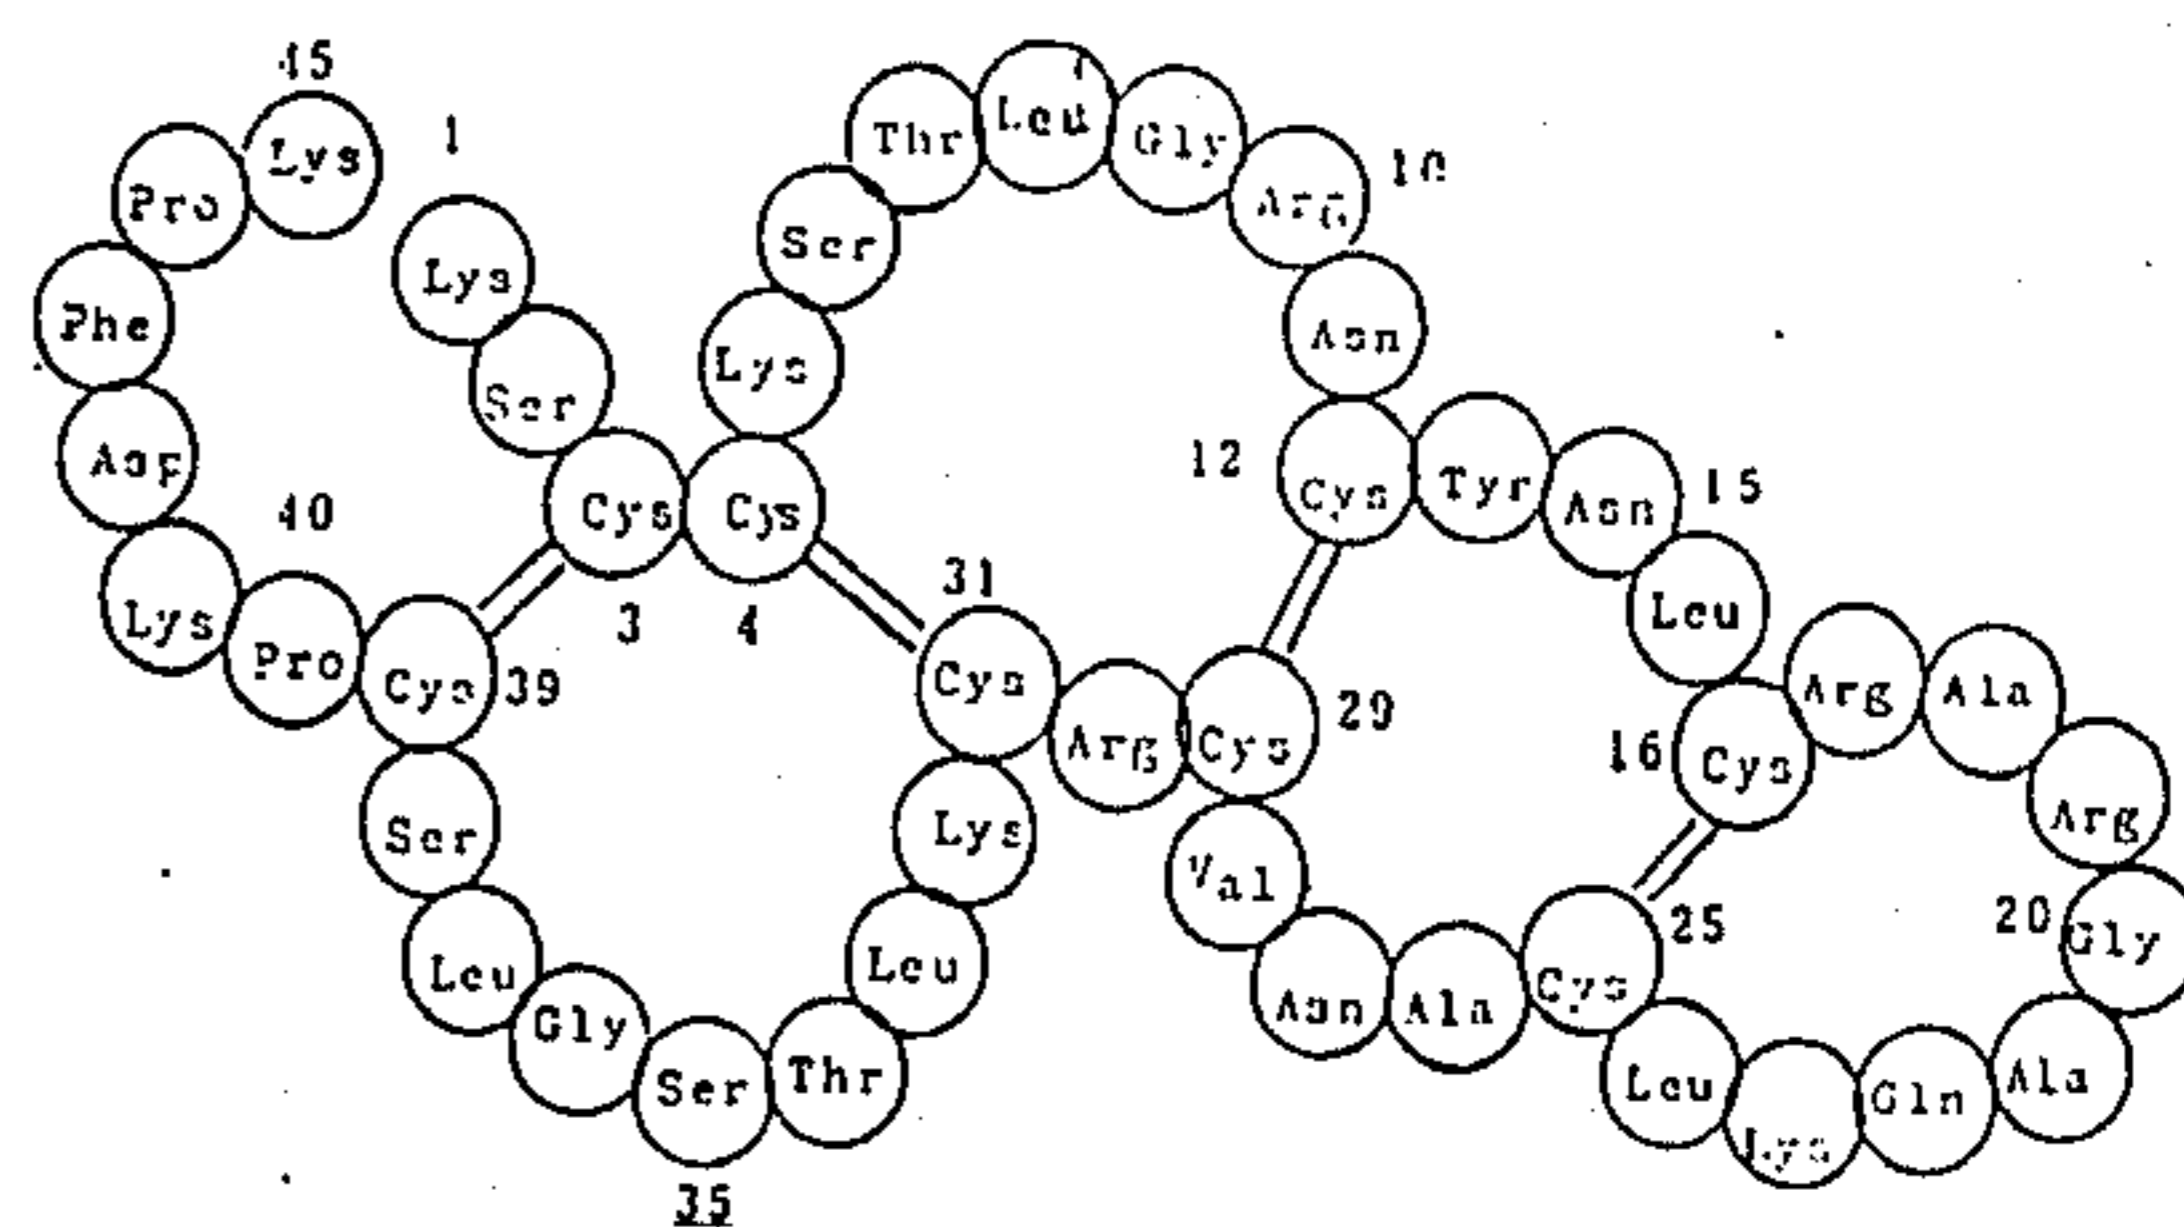 45
Lys
Pro
Phe
Asp
Lys
40
Pro
Cys
39
1
Lys
Ser
Cys
3
Cys
4
Lys
Ser
Thr
Leu
Gly
Arg
10
Asn
12
Cys
Tyr
Asn
15
Leu
16
Cys
Arg
Ala
Arg
20
Gly
Ala
Gln
Lys
Leu
Cys
25
Ala
Asn
Val
Cys
29
Arg
31
Cys
Lys
Leu
Thr
Ser
35
Gly
Leu
Ser